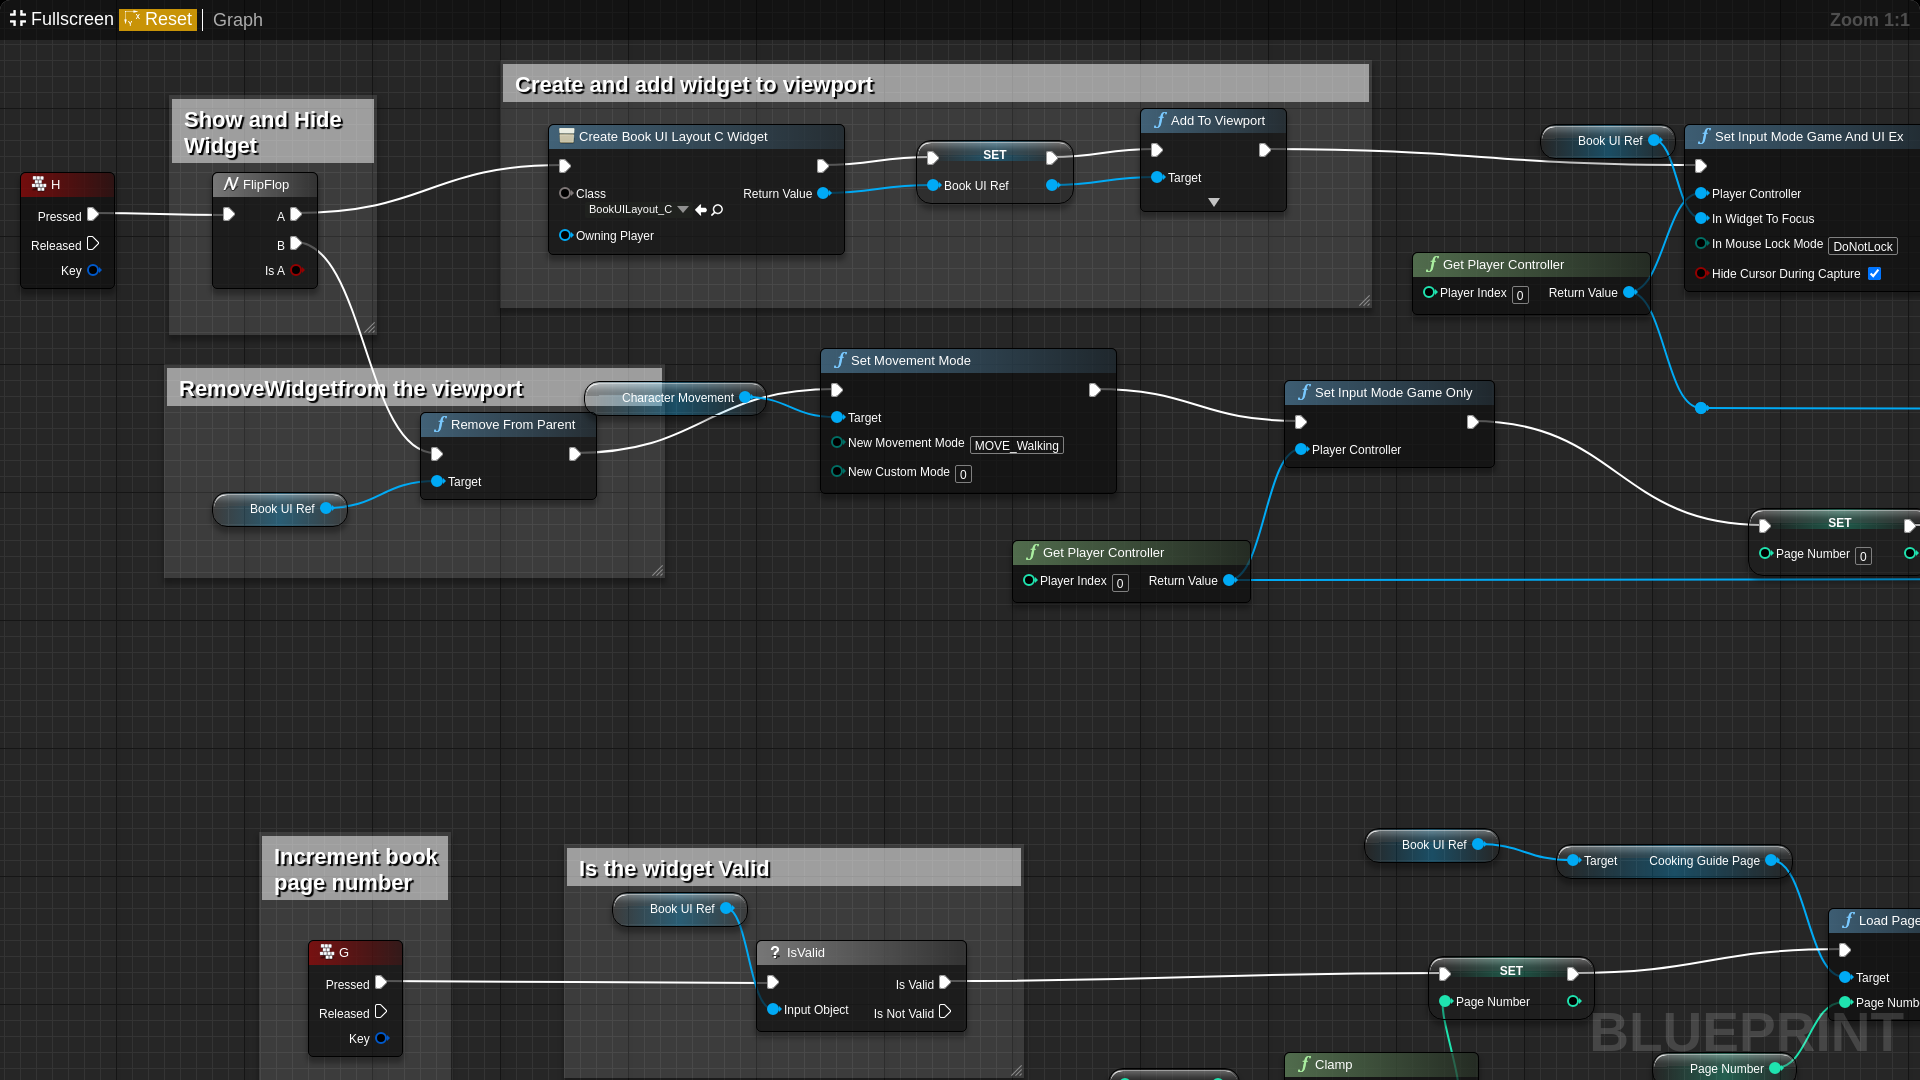 Fullscreen Reset Graph
Zoom 1:1
Create and add widget to viewport
Show and Hide
Widget
H
Pressed
Released
Key
FlipFlop
A
B
Is A
Create Book UI Layout C Widget
Class
BookUILayout_C
Return Value
Owning Player
SET
Book UI Ref
Add To Viewport
Target
Book UI Ref
Set Input Mode Game And UI Ex
Player Controller
In Widget To Focus
In Mouse Lock Mode DoNotLock
Hide Cursor During Capture
Get Player Controller
Player Index 0 Return Value
RemoveWidgetfrom the viewport
Character Movement
Remove From Parent
Target
Book UI Ref
Set Movement Mode
Target
New Movement Mode MOVE_Walking
New Custom Mode 0
Set Input Mode Game Only
Player Controller
Get Player Controller
Player Index 0 Return Value
SET
Page Number 0
Increment book
page number
G
Pressed
Released
Key
Is the widget Valid
Book UI Ref
IsValid
Is Valid
Input Object Is Not Valid
Book UI Ref
Target Cooking Guide Page
SET
Page Number
Load Page
Target
Page Numb
Clamp
Page Number
BLUEPRINT